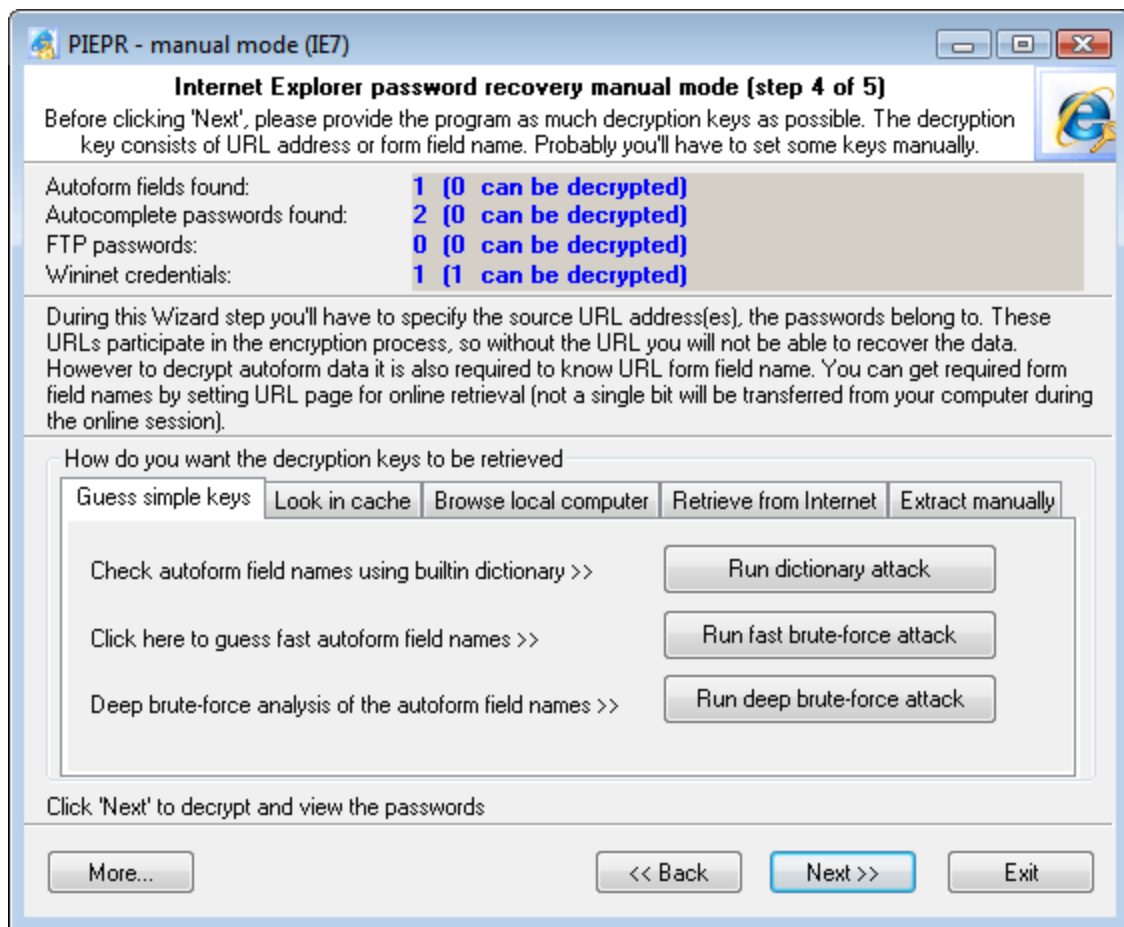 PIEPR - manual mode (IE7)
Internet Explorer password recovery manual mode (step 4 of 5)
Before clicking 'Next', please provide the program as much decryption keys as possible. The decryption
key consists of URL address or form field name. Probably you'll have to set some keys manually.
Autoform fields found: 1 (0 can be decrypted)
Autocomplete passwords found: 2 (0 can be decrypted)
FTP passwords: 0 (0 can be decrypted)
Wininet credentials: 1 (1 can be decrypted)
During this Wizard step you'll have to specify the source URL address(es), the passwords belong to. These
URLs participate in the encryption process, so without the URL you will not be able to recover the data.
However to decrypt autoform data it is also required to know URL form field name. You can get required form
field names by setting URL page for online retrieval (not a single bit will be transferred from your computer during
the online session).
How do you want the decryption keys to be retrieved
Guess simple keys Look in cache Browse local computer Retrieve from Internet Extract manually
Check autoform field names using builtin dictionary >> Run dictionary attack
Click here to guess fast autoform field names >> Run fast brute-force attack
Deep brute-force analysis of the autoform field names >> Run deep brute-force attack
Click 'Next' to decrypt and view the passwords
More... << Back Next >> Exit